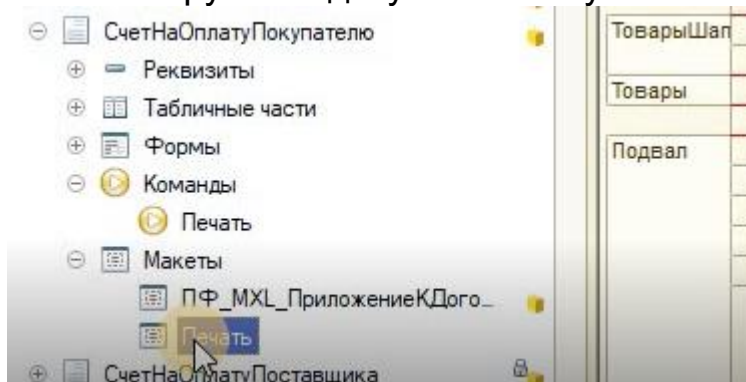 СчетНаОплатуПокупателю
Реквизиты
Табличные части
Формы
Команды
Печать
Макеты
ПФ_MXL_ПриложениеКДого...
Печать
СчетНаОплатуПоставщика
ТоварыШап
Товары
Подвал